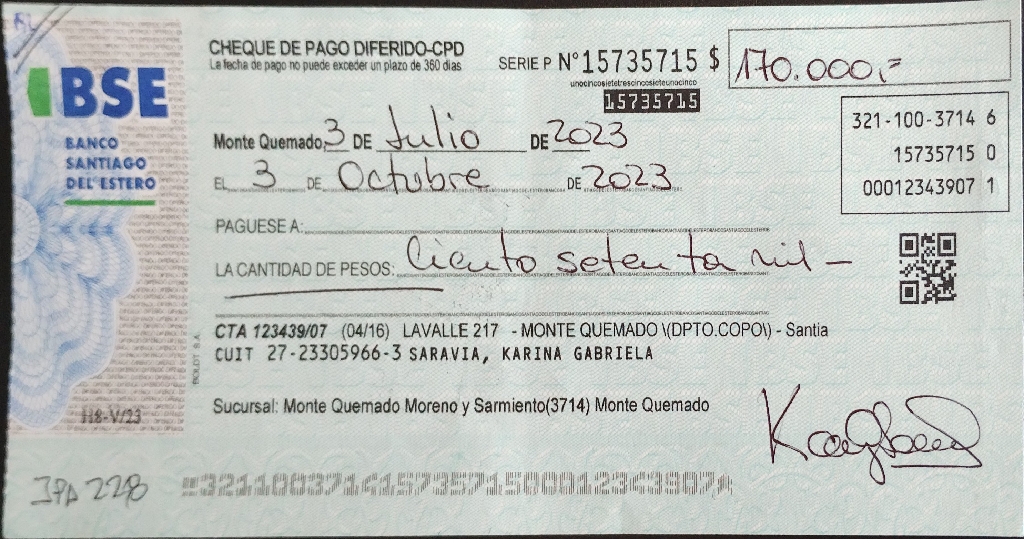 CHEQUE DE PAGO DIFERIDO-CPD
La fecha de pago no puede exceder un plazo de 360 días
SERIE P N°15735715 $ 170.000,=
unocincosietetrescincosieteunocinco
15735715
BSE
BANCO
SANTIAGO
DEL ESTERO
321-100-3714 6
15735715 0
00012343907 1
Monte Quemado, 3 DE Julio DE 2023
EL 3 DE Octubre DE 2023
PAGUESE A:
LA CANTIDAD DE PESOS: Ciento setenta mil —
CTA 123439/07 (04/16) LAVALLE 217 - MONTE QUEMADO \(DPTO.COPO\) - Santia
CUIT 27-23305966-3 SARAVIA, KARINA GABRIELA
BOLDT S.A.
Sucursal: Monte Quemado Moreno y Sarmiento(3714) Monte Quemado
H8-V/23
JPA 228
32110037141573571500012343907